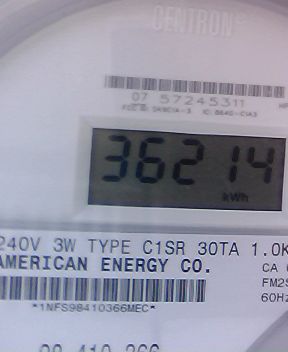 CENTRON®
07 57245311
36214
kWh
240V 3W TYPE C1SR 30TA 1.0K
AMERICAN ENERGY CO.
CA
FM2S
60Hz
*1NFS98410366MEC*